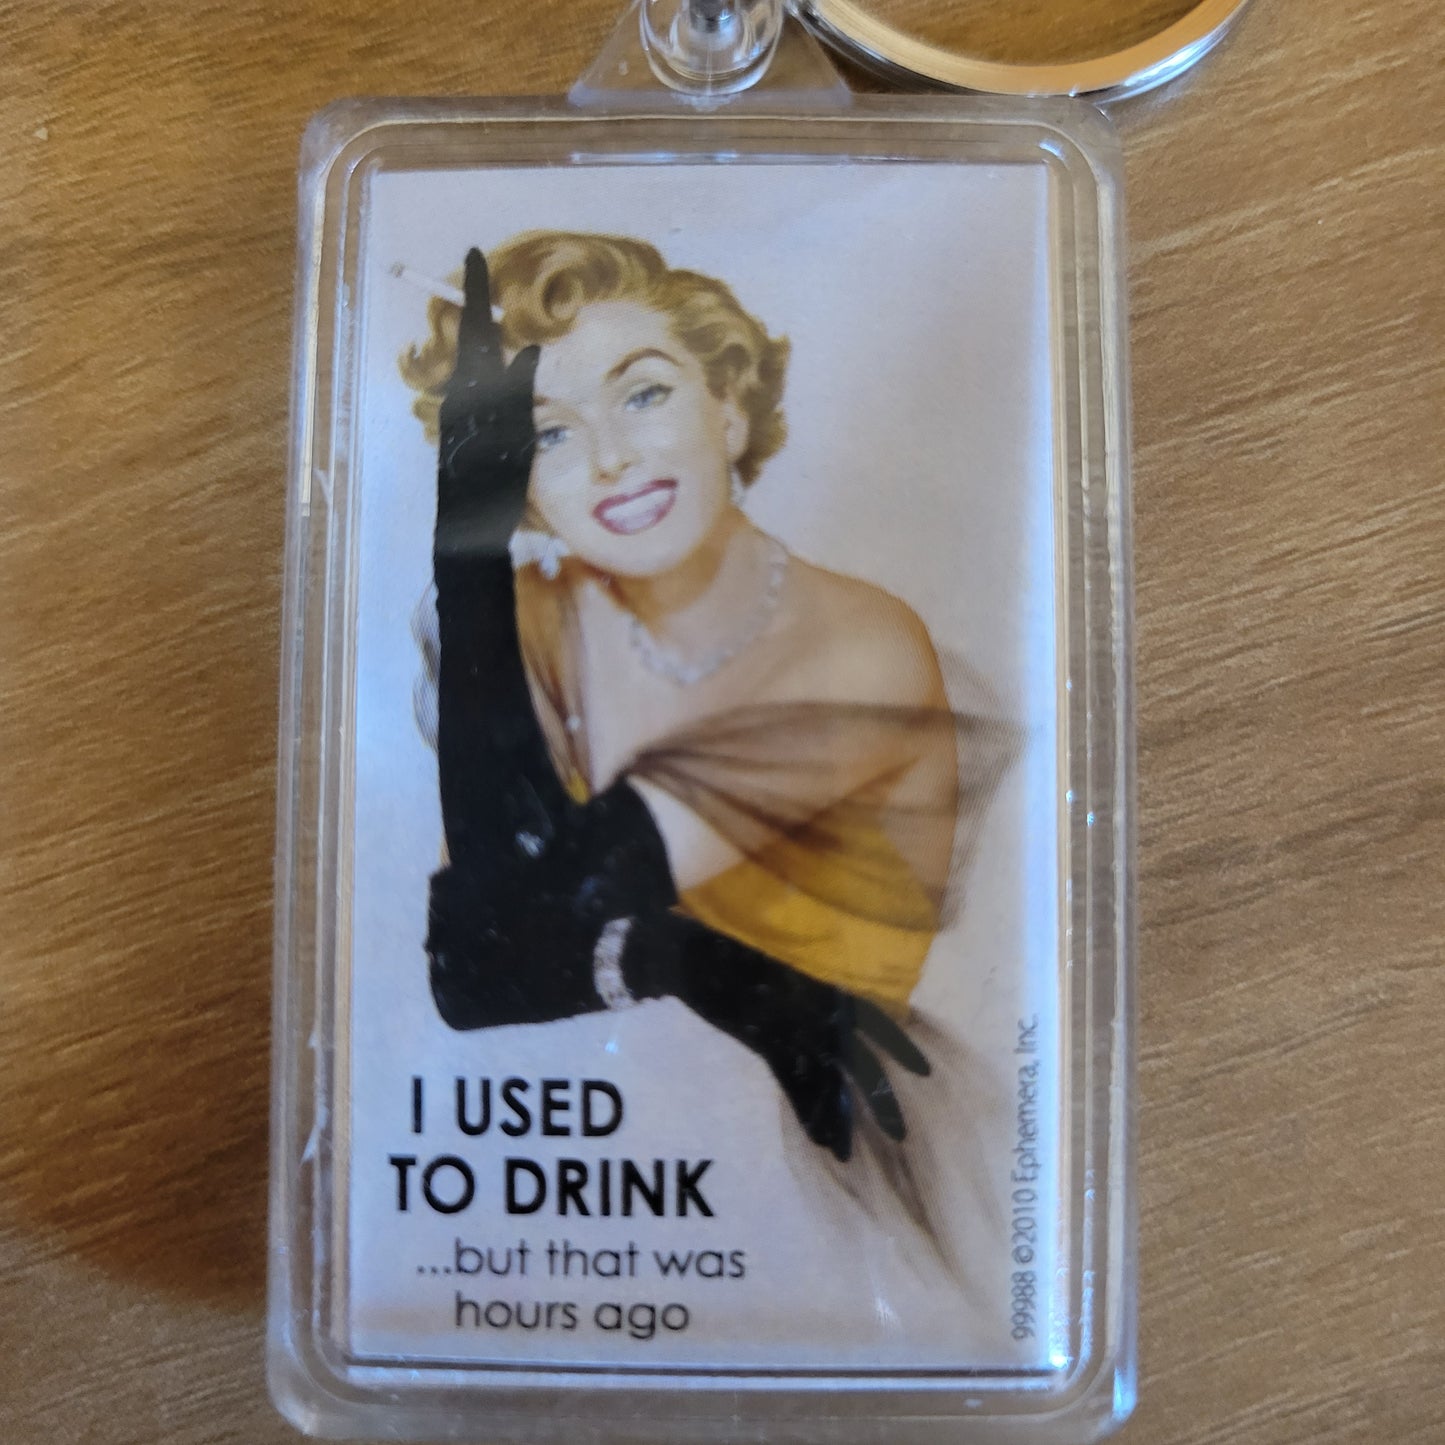 I USED
TO DRINK
...but that was
hours ago
99988 ©2010 Ephemera, Inc.